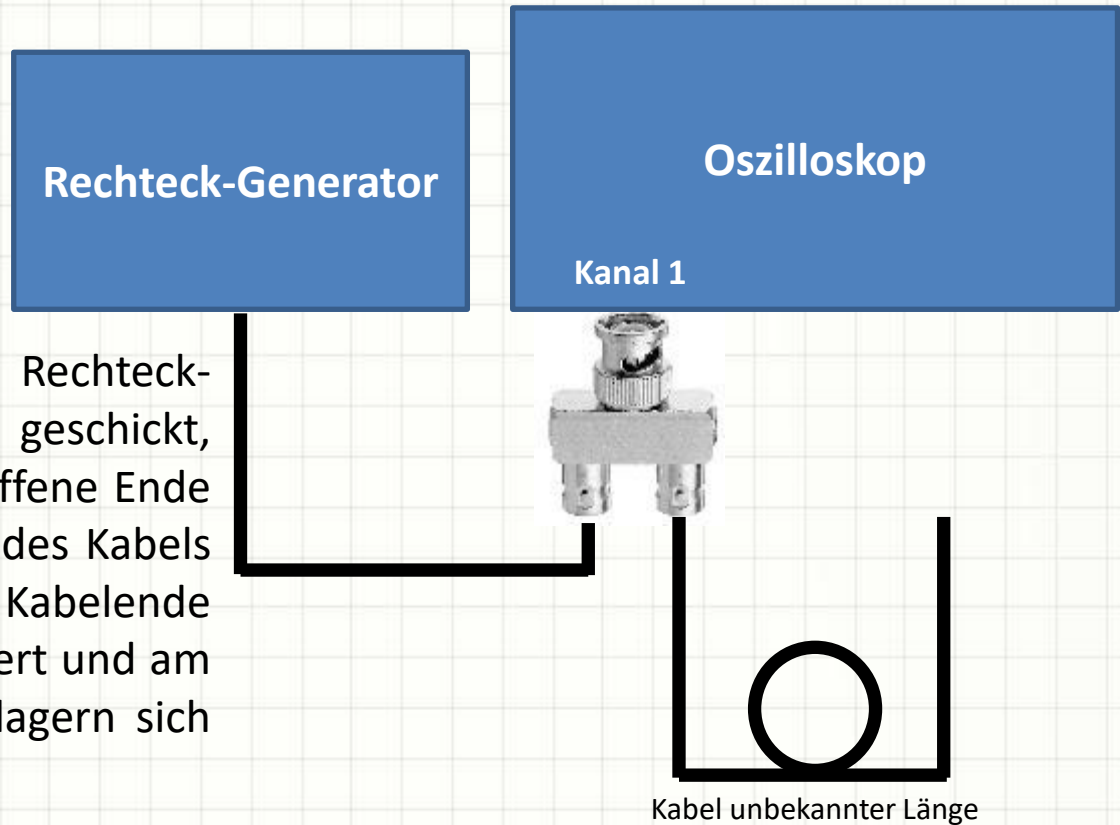 Rechteck-Generator
Oszilloskop
Kanal 1
Rechteck-
geschickt,
ffene Ende
des Kabels
Kabelende
ert und am
lagern sich
Kabel unbekannter Länge